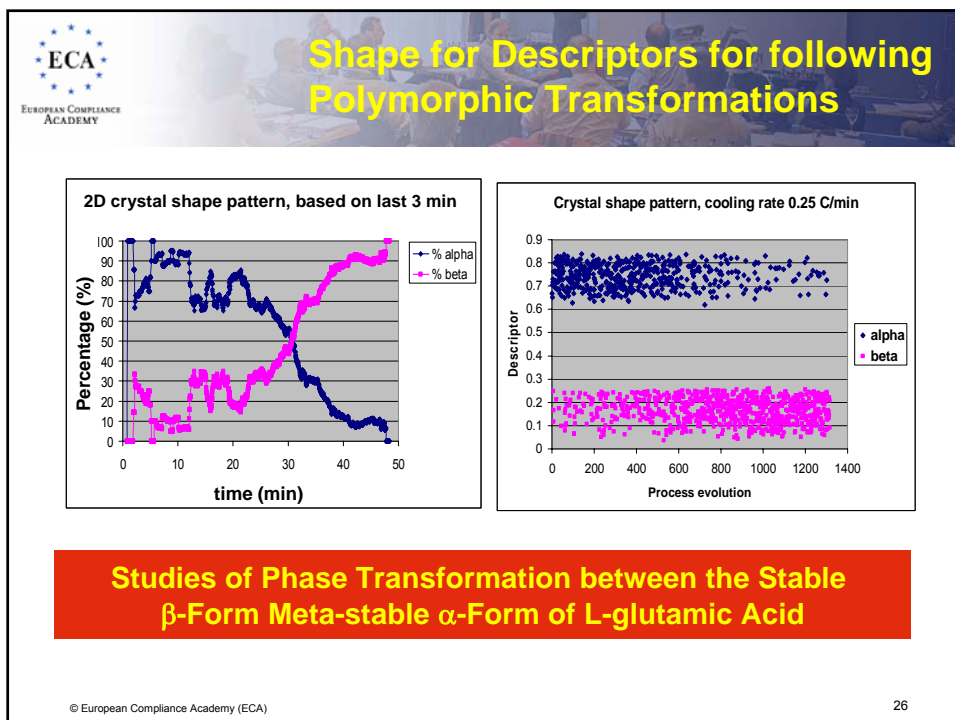 ECA
EUROPEAN COMPLIANCE
ACADEMY
Shape for Descriptors for following
Polymorphic Transformations
2D crystal shape pattern, based on last 3 min
100
90
80
70
60
50
40
30
20
10
0
0 10 20 30 40 50
Percentage (%)
time (min)
% alpha
% beta
Crystal shape pattern, cooling rate 0.25 C/min
0.9
0.8
0.7
0.6
0.5
0.4
0.3
0.2
0.1
0
0 200 400 600 800 1000 1200 1400
Descriptor
Process evolution
alpha
beta
Studies of Phase Transformation between the Stable
β-Form Meta-stable α-Form of L-glutamic Acid
© European Compliance Academy (ECA)
26